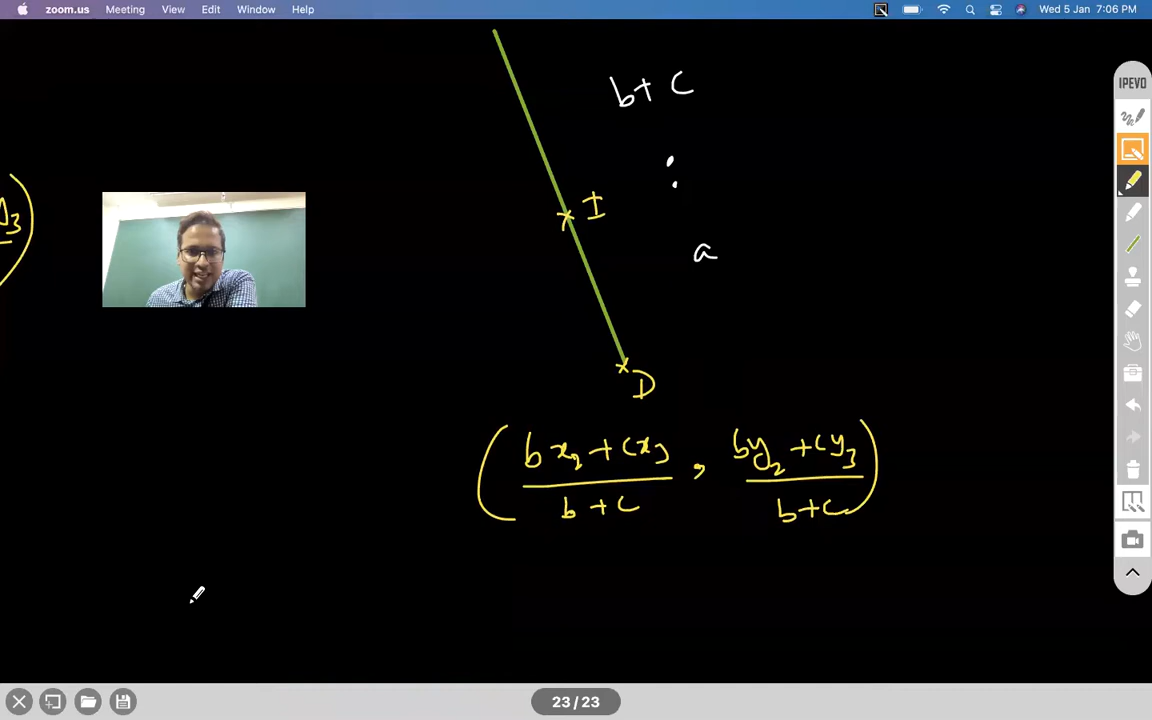 zoom.us Meeting View Edit Window Help Wed 5 Jan 7:06 PM
IPEVO
b + c
:
a
I
D
y3
( bx2 + cx3 / b + c , by2 + cy3 / b + c )
23 / 23